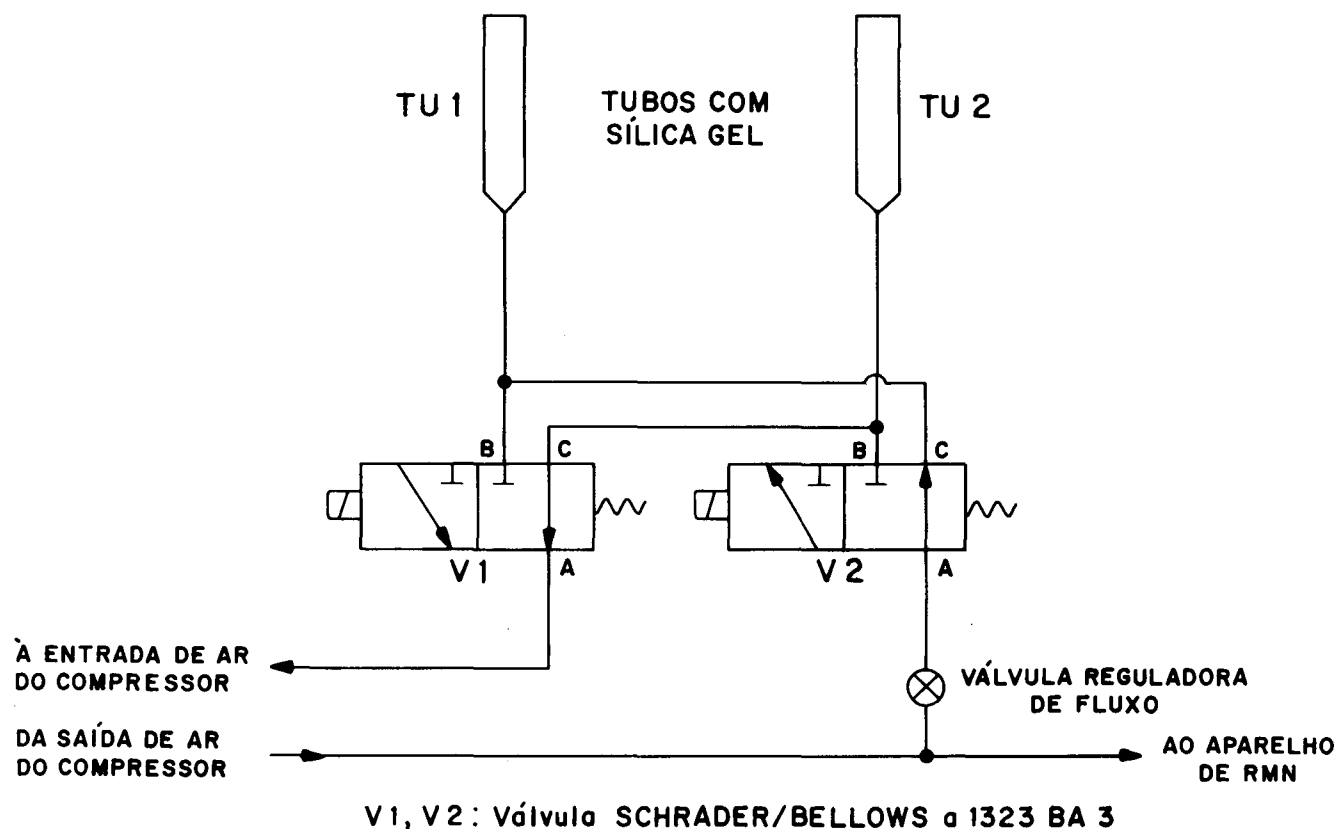 TU 1
TUBOS COM
SÍLICA GEL
TU 2
B
C
B
C
V1
A
V2
A
À ENTRADA DE AR
DO COMPRESSOR
VÁLVULA REGULADORA
DE FLUXO
DA SAÍDA DE AR
DO COMPRESSOR
AO APARELHO
DE RMN
V1, V2: Válvula SCHRADER/BELLOWS a 1323 BA 3